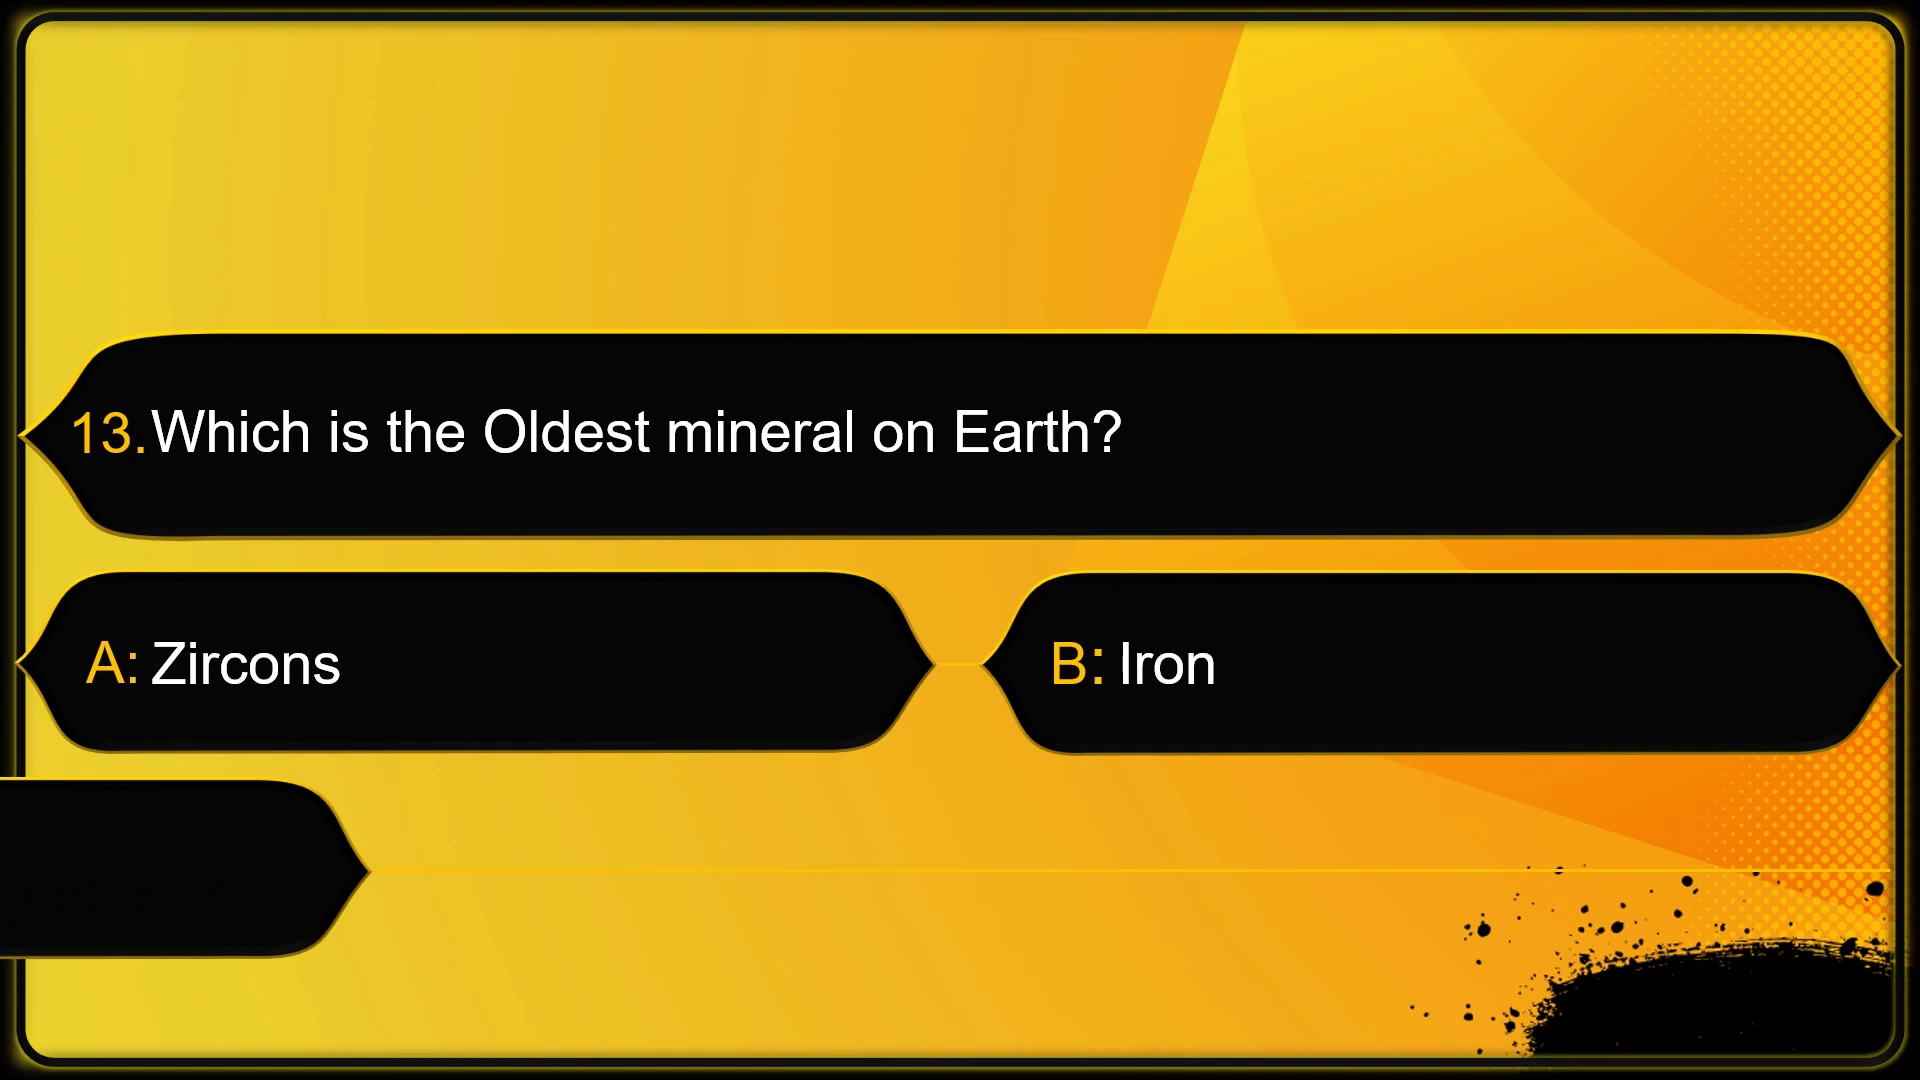 13. Which is the Oldest mineral on Earth?
A: Zircons
B: Iron